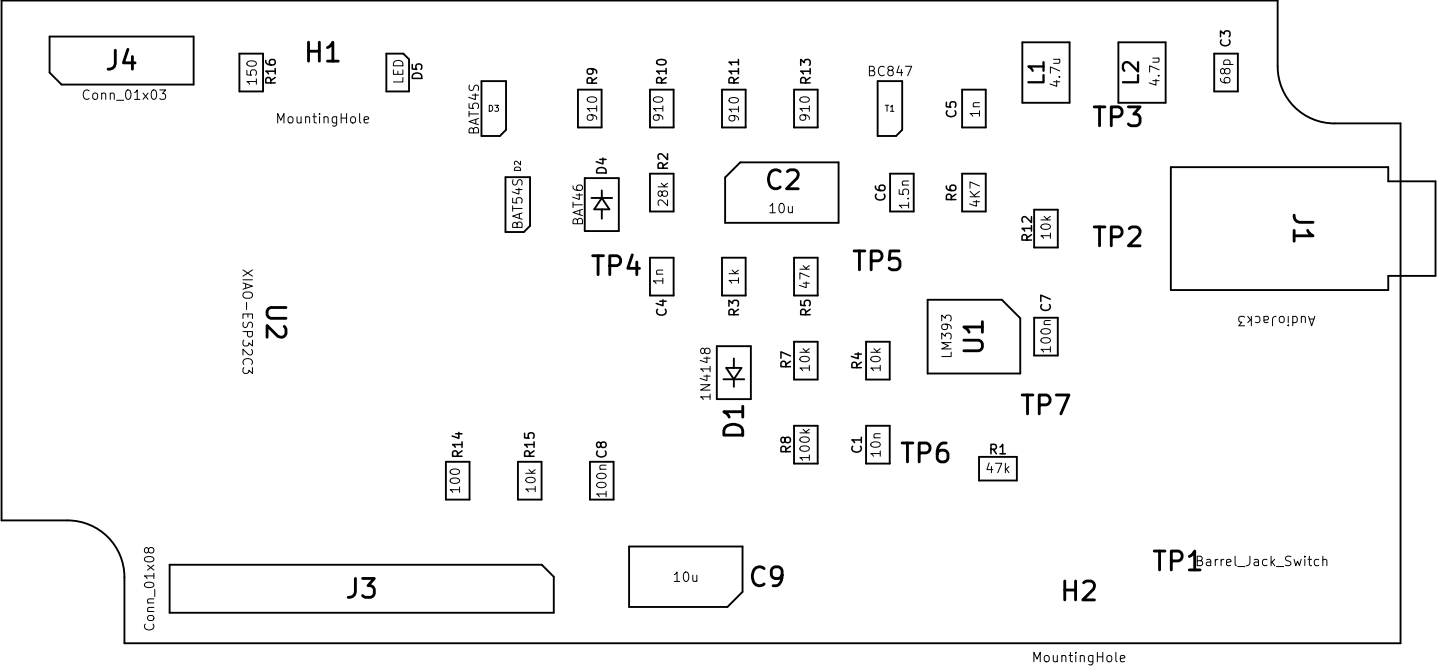 J4
Conn_01x03
150
R16
H1
MountingHole
LED
D5
BAT54S
D3
R9
910
R10
910
R11
910
R13
910
BC847
T1
C5
1n
L1
4.7u
L2
4.7u
C3
68p
TP3
D2
BAT54S
D4
BAT46
R2
28k
C2
10u
C6
1.5n
R6
4K7
R12
10k
TP2
J1
AudioJack3
TP4
1n
C4
1k
R3
47k
R5
TP5
XIAO-ESP32C3
U2
LM393
U1
C7
100n
1N4148
D1
R7
10k
R4
10k
TP7
R8
100k
C1
10n
TP6
R1
47k
R14
100
R15
10k
C8
100n
Conn_01x08
J3
10u
C9
TP1
Barrel_Jack_Switch
H2
MountingHole